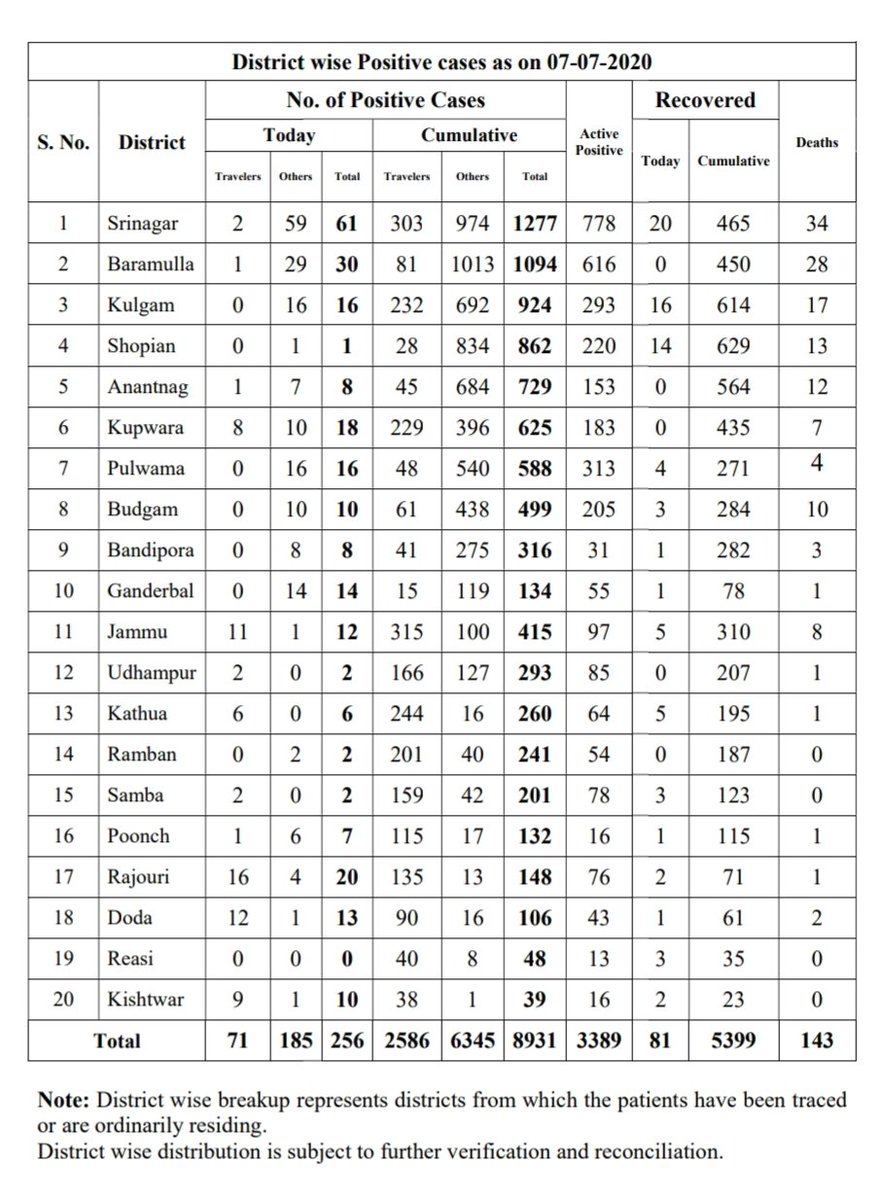 District wise Positive cases as on 07-07-2020
S. No. District No. of Positive Cases Active Positive Recovered Deaths
Today Cumulative Today Cumulative
Travelers Others Total Travelers Others Total
1 Srinagar 2 59 61 303 974 1277 778 20 465 34
2 Baramulla 1 29 30 81 1013 1094 616 0 450 28
3 Kulgam 0 16 16 232 692 924 293 16 614 17
4 Shopian 0 1 1 28 834 862 220 14 629 13
5 Anantnag 1 7 8 45 684 729 153 0 564 12
6 Kupwara 8 10 18 229 396 625 183 0 435 7
7 Pulwama 0 16 16 48 540 588 313 4 271 4
8 Budgam 0 10 10 61 438 499 205 3 284 10
9 Bandipora 0 8 8 41 275 316 31 1 282 3
10 Ganderbal 0 14 14 15 119 134 55 1 78 1
11 Jammu 11 1 12 315 100 415 97 5 310 8
12 Udhampur 2 0 2 166 127 293 85 0 207 1
13 Kathua 6 0 6 244 16 260 64 5 195 1
14 Ramban 0 2 2 201 40 241 54 0 187 0
15 Samba 2 0 2 159 42 201 78 3 123 0
16 Poonch 1 6 7 115 17 132 16 1 115 1
17 Rajouri 16 4 20 135 13 148 76 2 71 1
18 Doda 12 1 13 90 16 106 43 1 61 2
19 Reasi 0 0 0 40 8 48 13 3 35 0
20 Kishtwar 9 1 10 38 1 39 16 2 23 0
Total 71 185 256 2586 6345 8931 3389 81 5399 143
Note: District wise breakup represents districts from which the patients have been traced
or are ordinarily residing.
District wise distribution is subject to further verification and reconciliation.